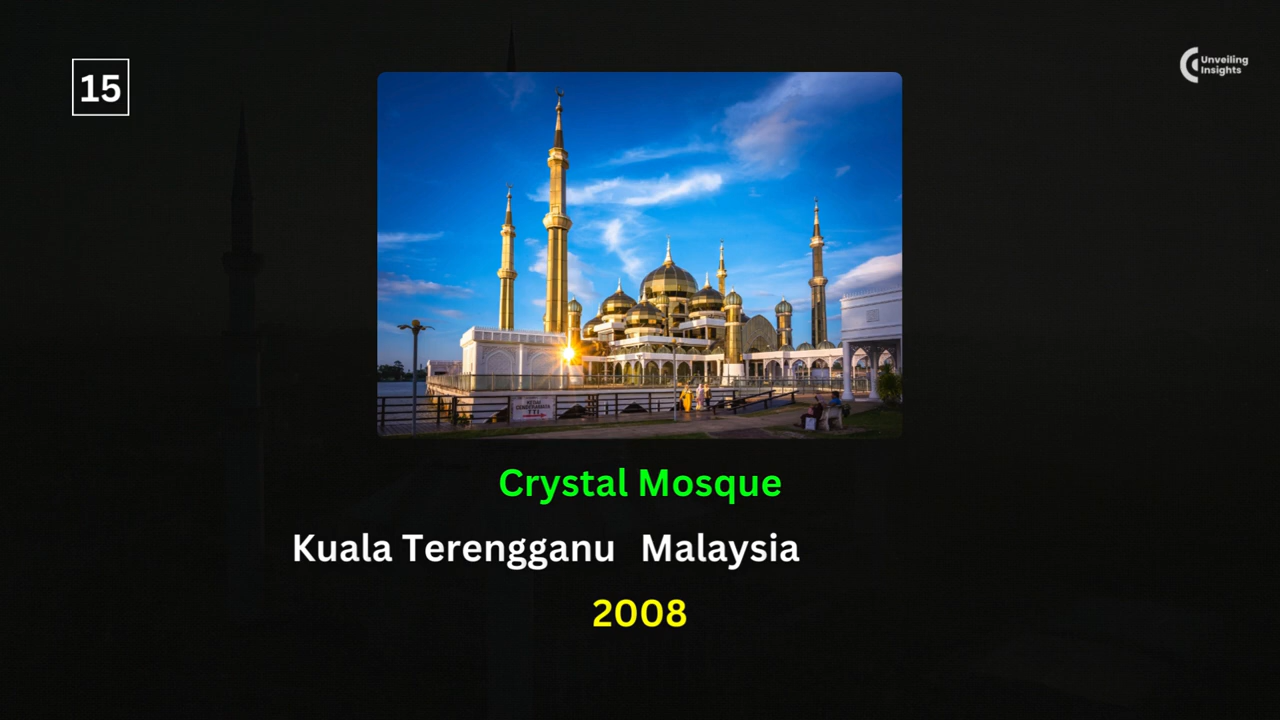 15
Unveiling
Insights
Crystal Mosque
Kuala Terengganu Malaysia
2008